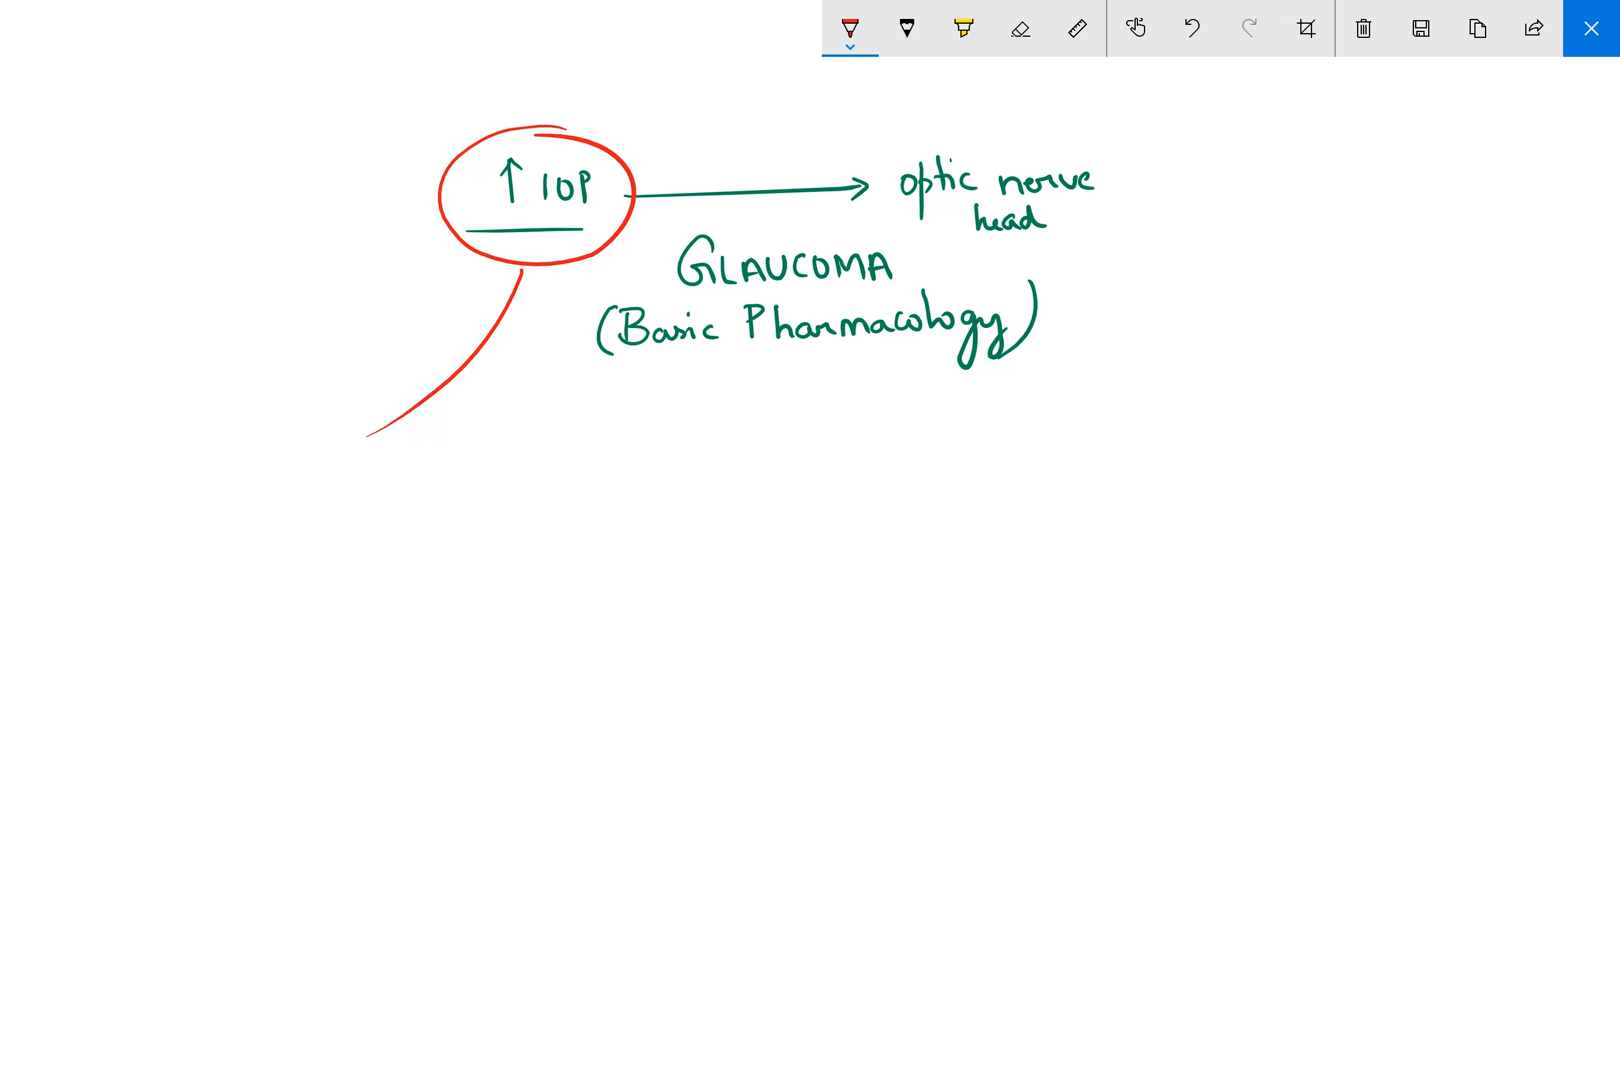 ↑ IOP → optic nerve
head
GLAUCOMA
(Basic Pharmacology)